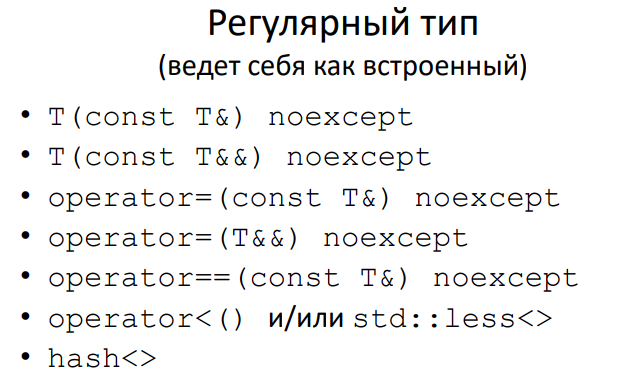 Регулярный тип
(ведет себя как встроенный)
• T(const T&) noexcept
• T(const T&&) noexcept
• operator=(const T&) noexcept
• operator=(T&&) noexcept
• operator==(const T&) noexcept
• operator<() и/или std::less<>
• hash<>